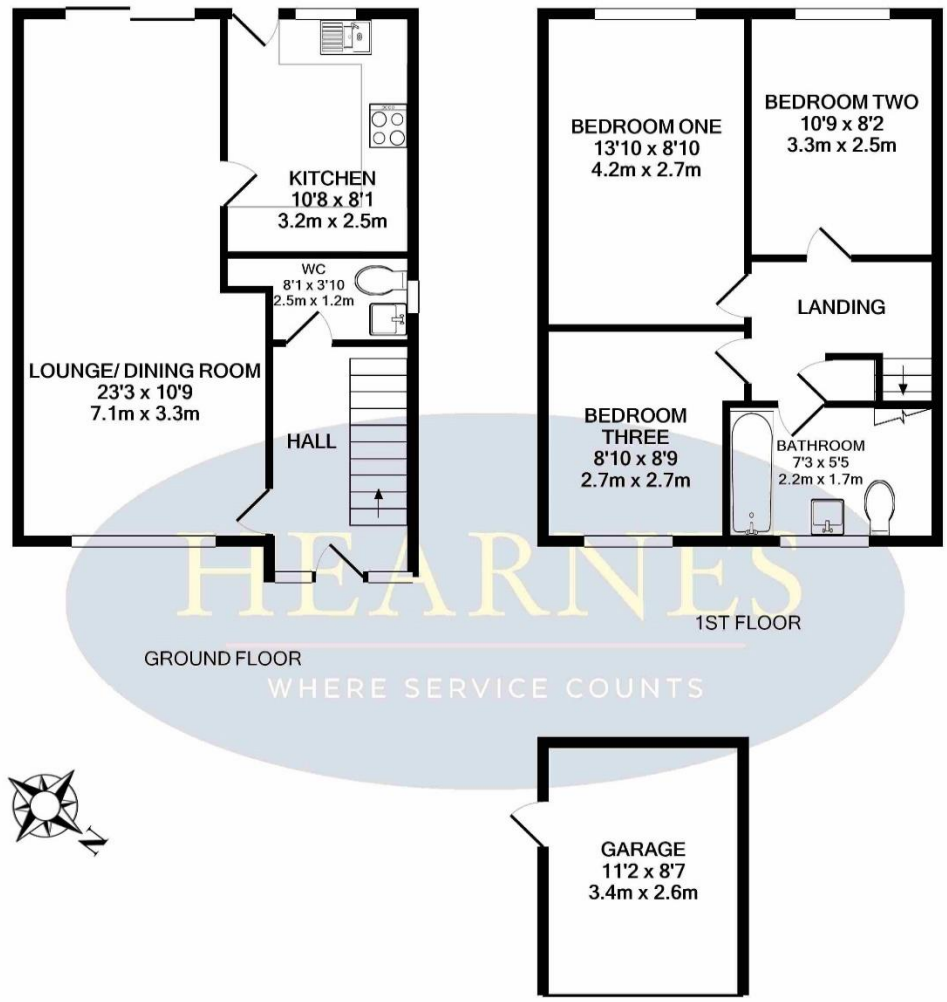 KITCHEN
10'8 x 8'1
3.2m x 2.5m
WC
8'1 x 3'10
2.5m x 1.2m
LOUNGE/ DINING ROOM
23'3 x 10'9
7.1m x 3.3m
HALL
GROUND FLOOR
BEDROOM ONE
13'10 x 8'10
4.2m x 2.7m
BEDROOM TWO
10'9 x 8'2
3.3m x 2.5m
LANDING
BEDROOM
THREE
8'10 x 8'9
2.7m x 2.7m
BATHROOM
7'3 x 5'5
2.2m x 1.7m
1ST FLOOR
HEARNES
WHERE SERVICE COUNTS
N
GARAGE
11'2 x 8'7
3.4m x 2.6m